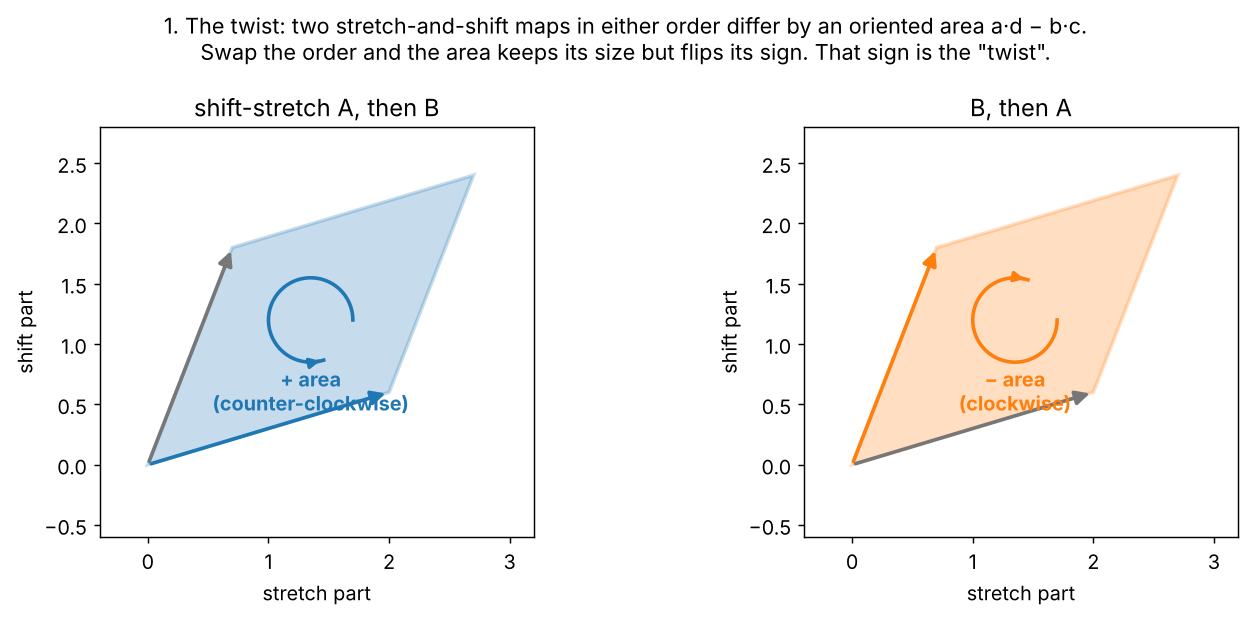 1. The twist: two stretch-and-shift maps in either order differ by an oriented area a·d − b·c.
Swap the order and the area keeps its size but flips its sign. That sign is the "twist".
shift-stretch A, then B
2.5
2.0
1.5
1.0
0.5
0.0
−0.5
shift part
+ area
(counter-clockwise)
0
1
2
3
stretch part
B, then A
2.5
2.0
1.5
1.0
0.5
0.0
−0.5
shift part
− area
(clockwise)
0
1
2
3
stretch part